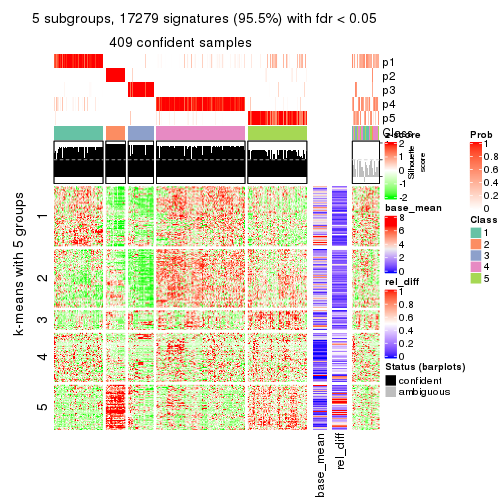 5 subgroups, 17279 signatures (95.5%) with fdr < 0.05
409 confident samples
p1
p2
p3
p4
p5
Class
z-score
2
1
0
-1
-2
Silhouette
score
Prob
1
0.8
0.6
0.4
0.2
0
base_mean
8
6
4
2
0
Class
1
2
3
4
5
rel_diff
1
0.8
0.6
0.4
0.2
0
Status (barplots)
confident
ambiguous
k-means with 5 groups
1
2
3
4
5
base_mean
rel_diff